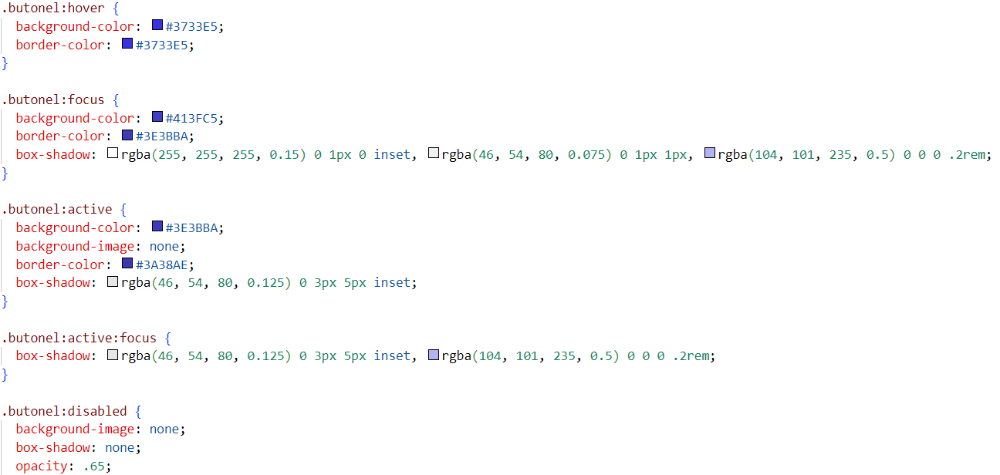 .butonel:hover {
background-color: #3733E5;
border-color: #3733E5;
}
.butonel:focus {
background-color: #413FC5;
border-color: #3E3BBA;
box-shadow: rgba(255, 255, 255, 0.15) 0 1px 0 inset, rgba(46, 54, 80, 0.075) 0 1px 1px, rgba(104, 101, 235, 0.5) 0 0 0 .2rem;
}
.butonel:active {
background-color: #3E3BBA;
background-image: none;
border-color: #3A38AE;
box-shadow: rgba(46, 54, 80, 0.125) 0 3px 5px inset;
}
.butonel:active:focus {
box-shadow: rgba(46, 54, 80, 0.125) 0 3px 5px inset, rgba(104, 101, 235, 0.5) 0 0 0 .2rem;
}
.butonel:disabled {
background-image: none;
box-shadow: none;
opacity: .65;